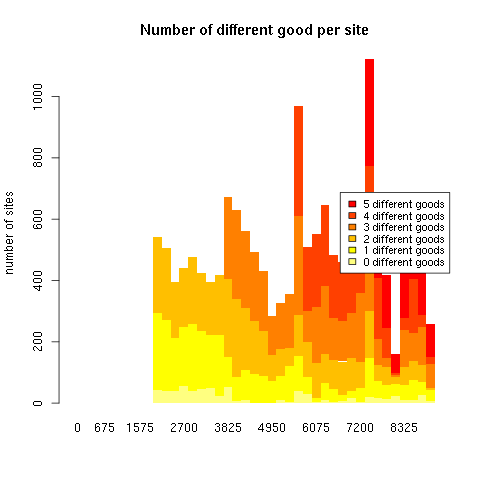 Number of different good per site
number of sites
1000
800
600
400
200
0
5 different goods
4 different goods
3 different goods
2 different goods
1 different goods
0 different goods
0 675 1575 2700 3825 4950 6075 7200 8325